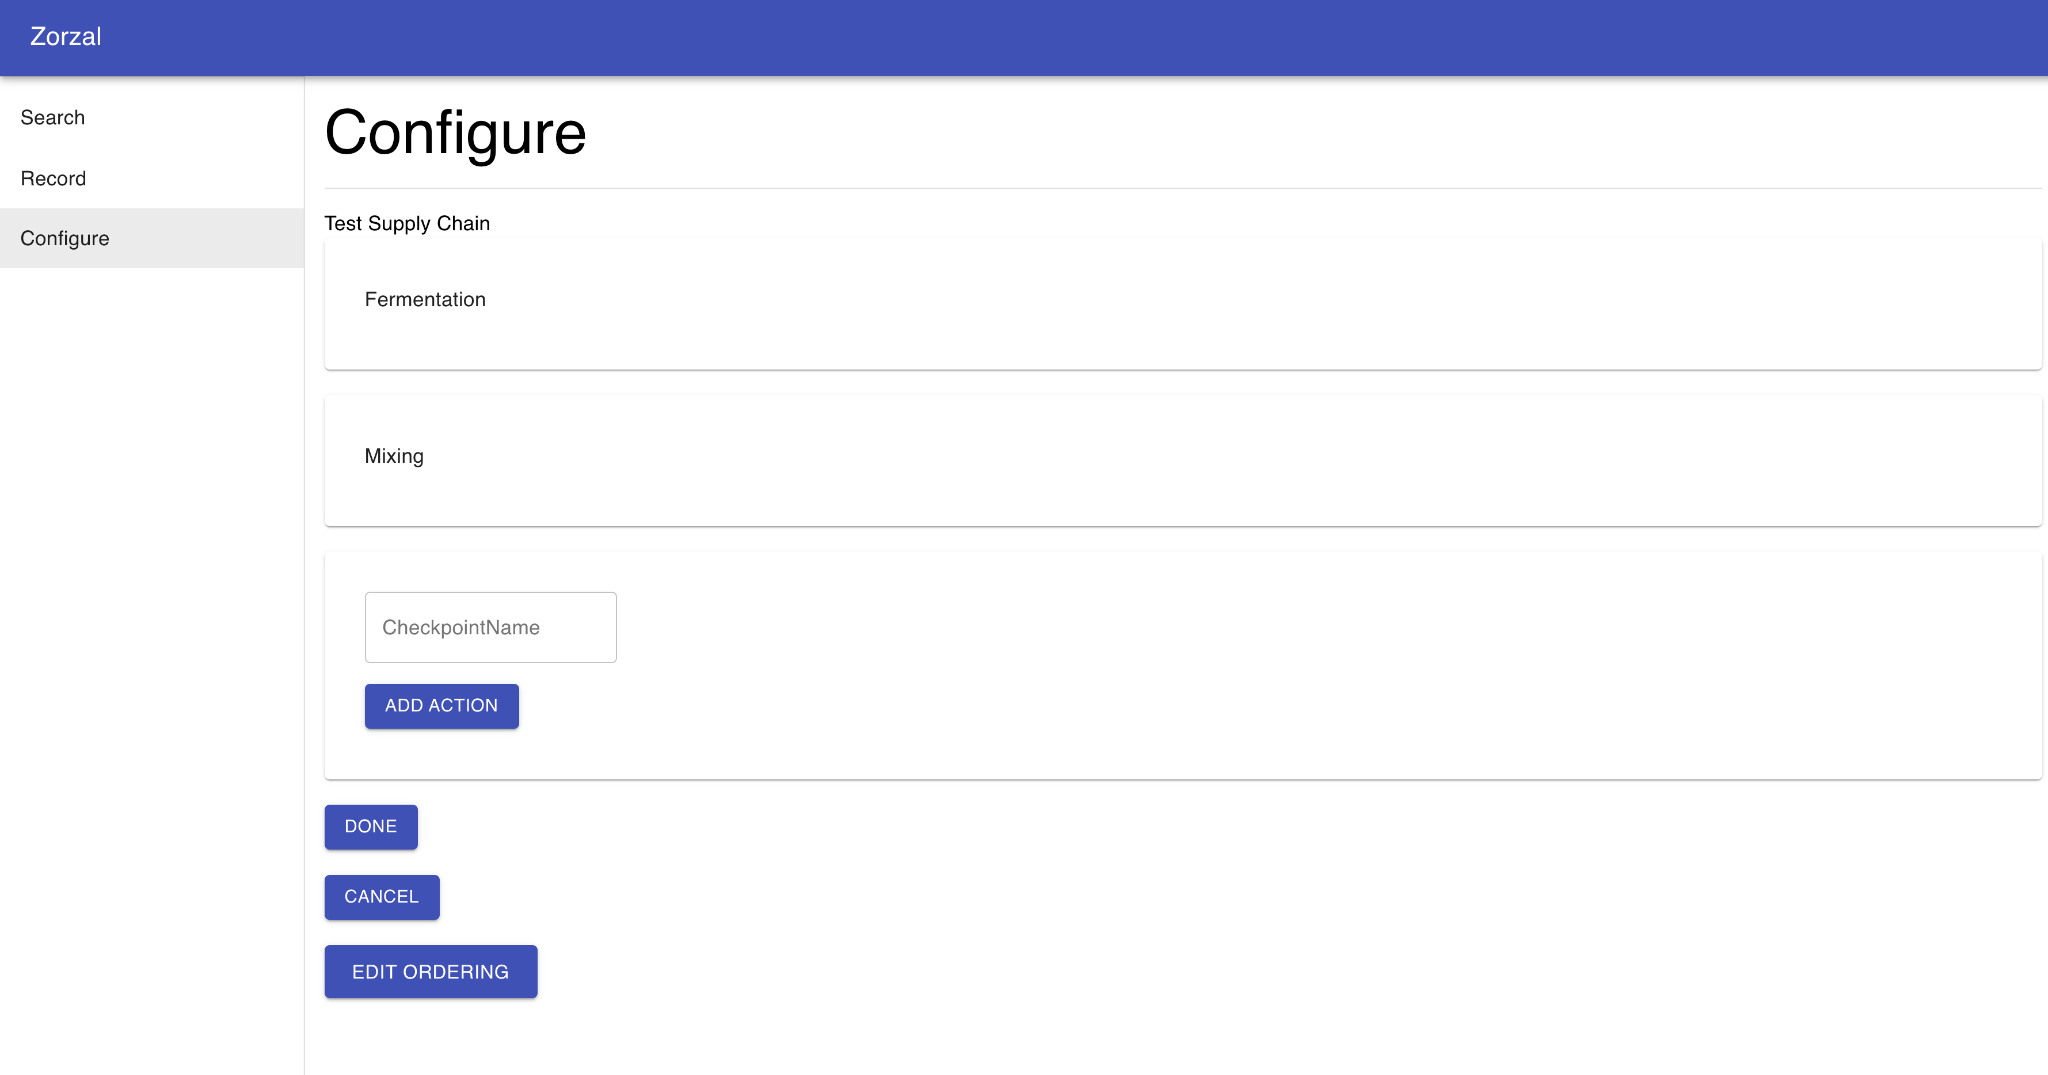 Zorzal
Search
Record
Configure
Configure
Test Supply Chain
Fermentation
Mixing
CheckpointName
ADD ACTION
DONE
CANCEL
EDIT ORDERING